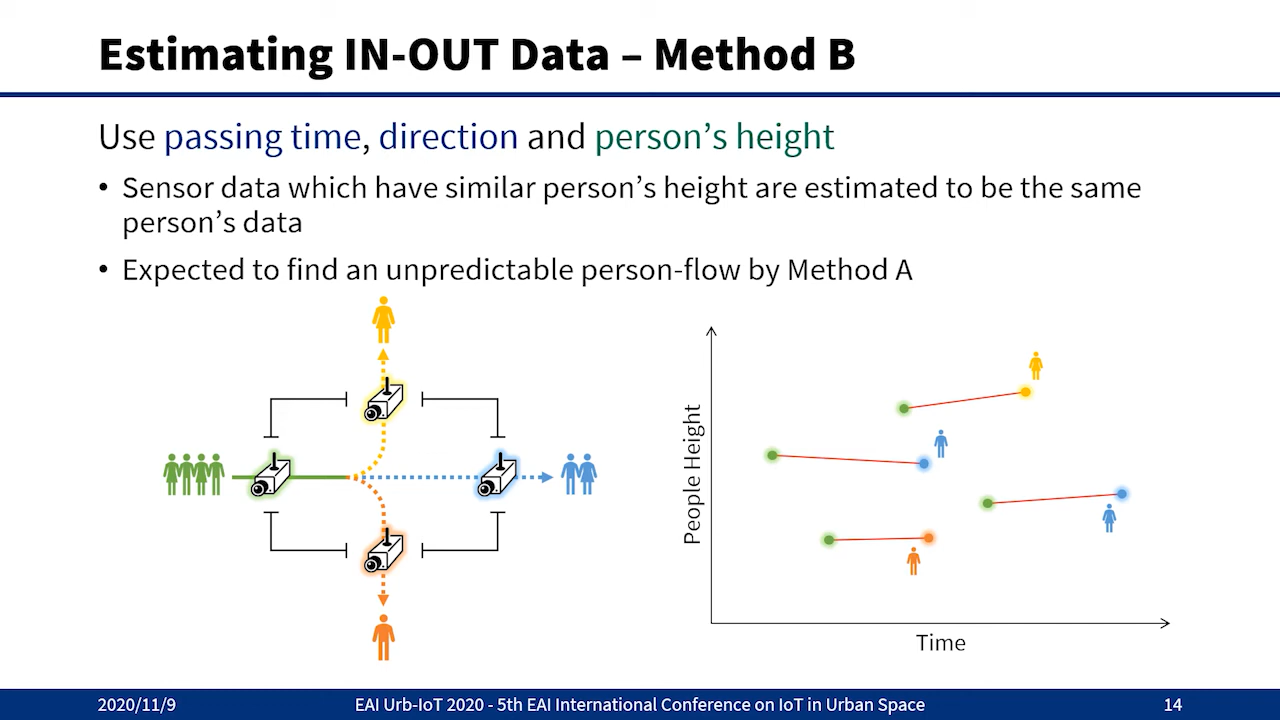 Estimating IN-OUT Data – Method B
Use passing time, direction and person’s height
• Sensor data which have similar person’s height are estimated to be the same
person’s data
• Expected to find an unpredictable person-flow by Method A
People Height
Time
2020/11/9
EAI Urb-IoT 2020 - 5th EAI International Conference on IoT in Urban Space
14